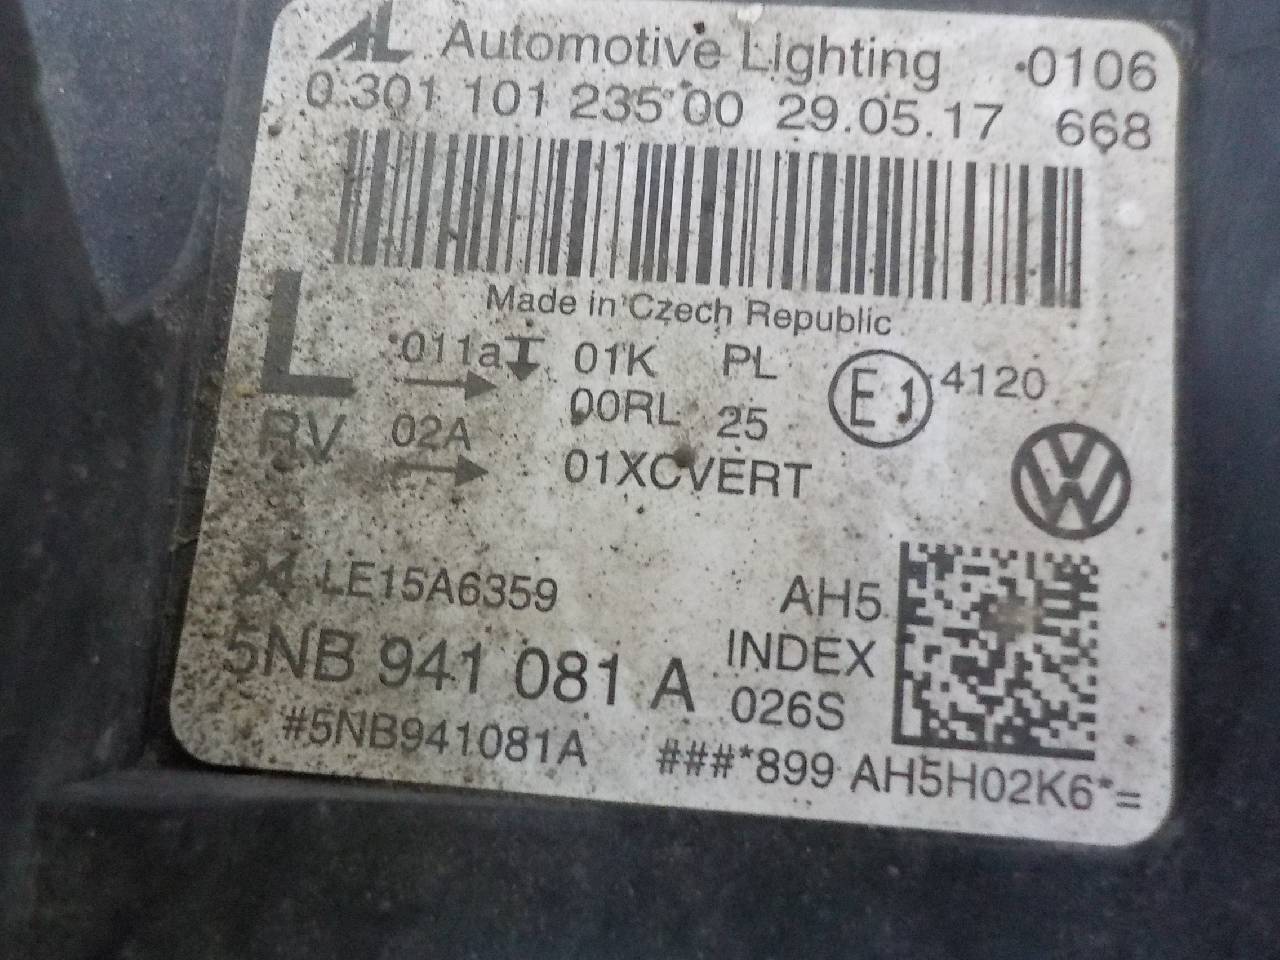 AL Automotive Lighting 0106
0 301 101 235 00 29.05.17 668
Made in Czech Republic
L 011a 01K PL E1 4120
00RL 25
RV 02A
01XCVERT
LE15A6359 AH5
5NB 941 081 A INDEX
026S
#5NB941081A ###*899 AH5H02K6*=